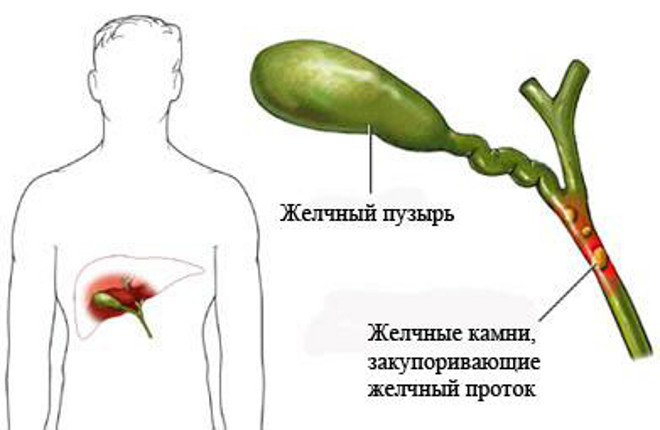 Желчный пузырь
Желчные камни,
закупоривающие
желчный проток